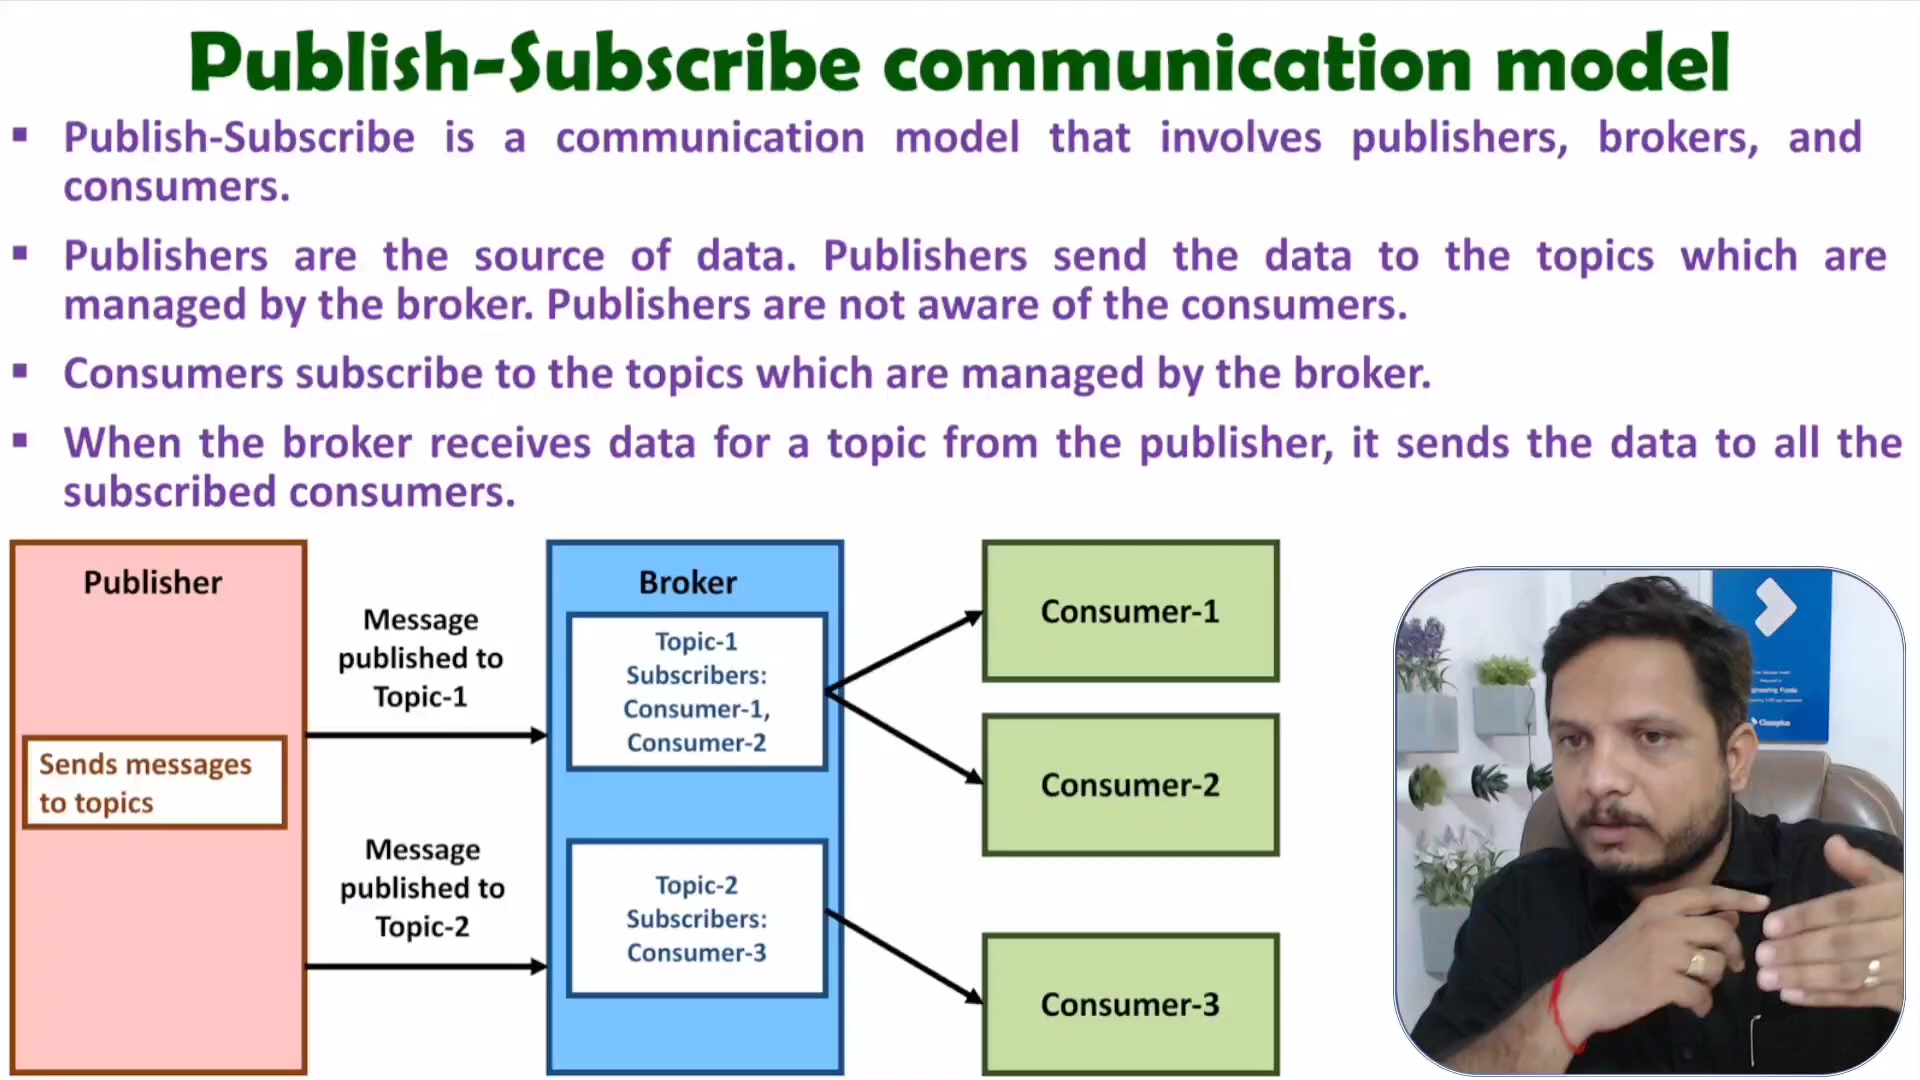 Publish-Subscribe communication model
▪ Publish-Subscribe is a communication model that involves publishers, brokers, and
consumers.
▪ Publishers are the source of data. Publishers send the data to the topics which are
managed by the broker. Publishers are not aware of the consumers.
▪ Consumers subscribe to the topics which are managed by the broker.
▪ When the broker receives data for a topic from the publisher, it sends the data to all the
subscribed consumers.
Publisher
Sends messages
to topics
Message
published to
Topic-1
Message
published to
Topic-2
Broker
Topic-1
Subscribers:
Consumer-1,
Consumer-2
Topic-2
Subscribers:
Consumer-3
Consumer-1
Consumer-2
Consumer-3
Classplus